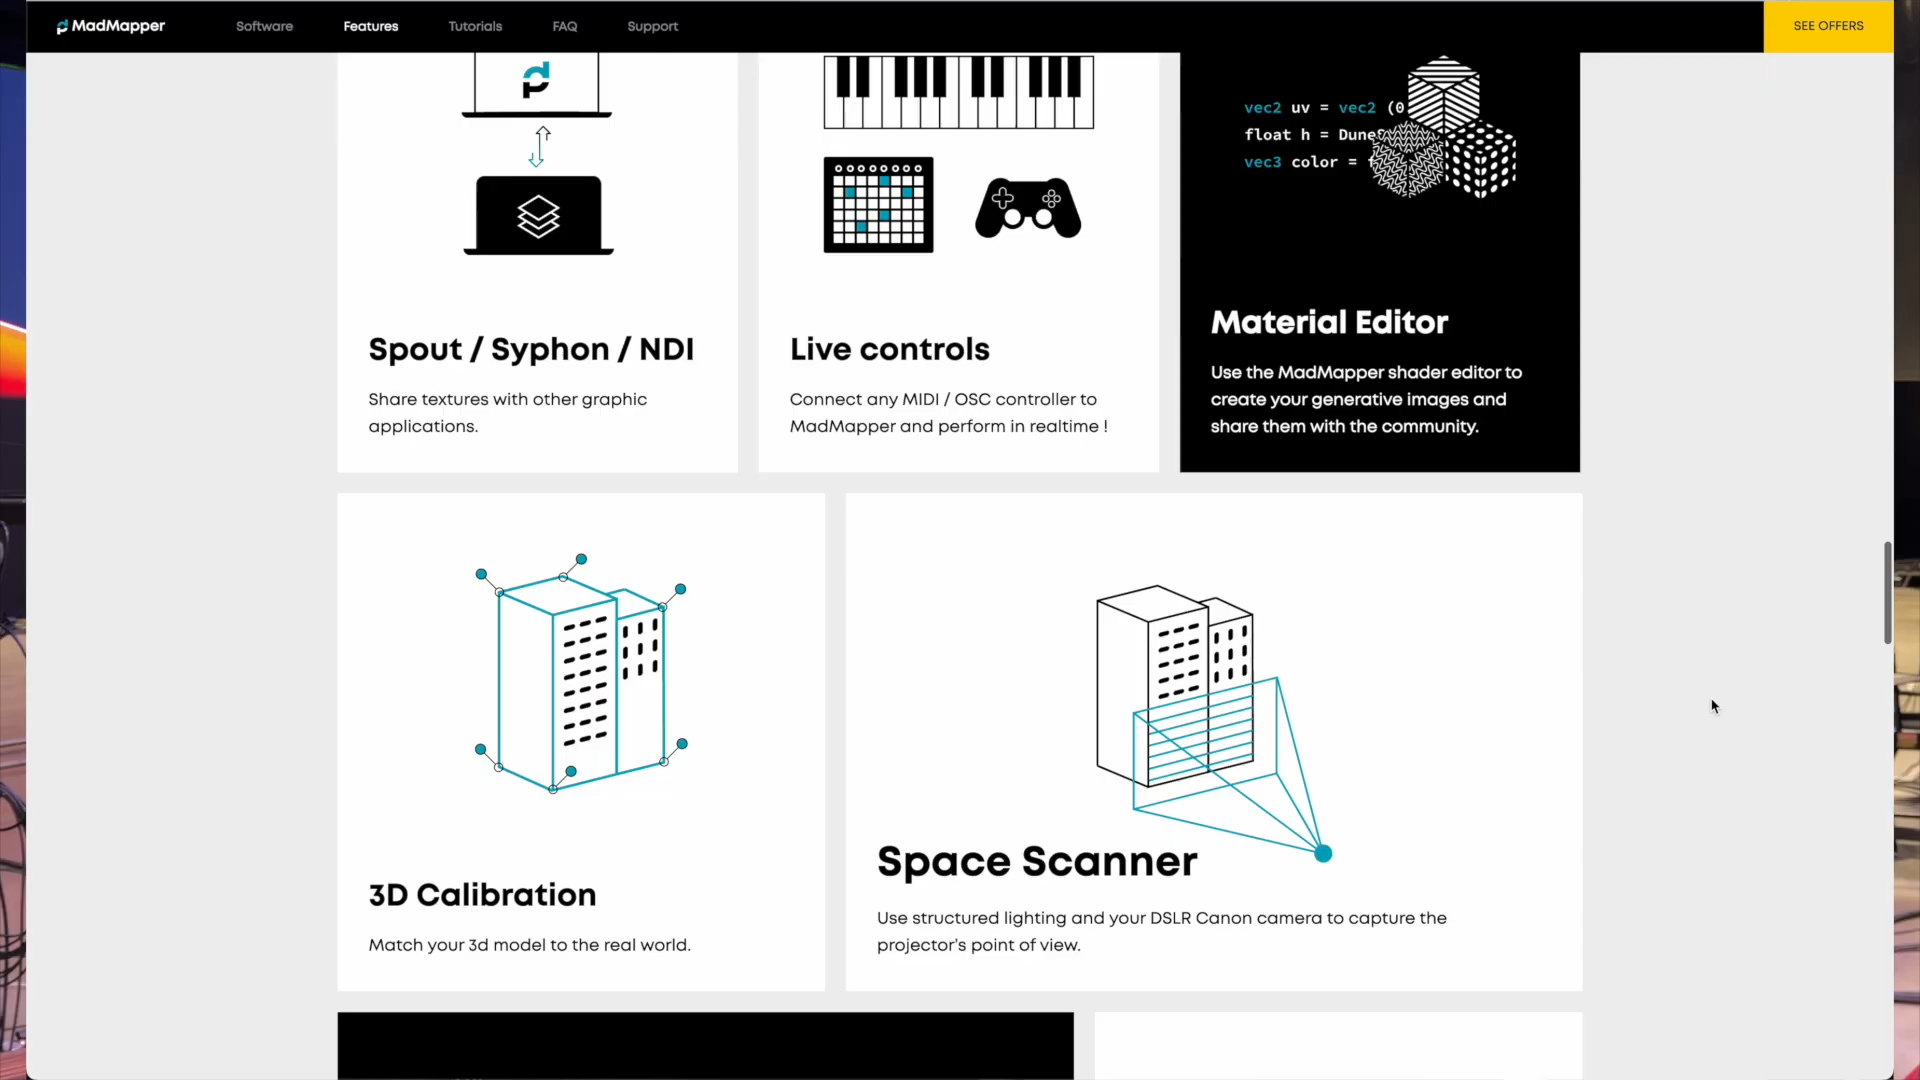 MadMapper
Software
Features
Tutorials
FAQ
Support
SEE OFFERS
vec2 uv = vec2 (0
float h = Dune
vec3 color =
Spout / Syphon / NDI
Share textures with other graphic
applications.
Live controls
Connect any MIDI / OSC controller to
MadMapper and perform in realtime !
Material Editor
Use the MadMapper shader editor to
create your generative images and
share them with the community.
3D Calibration
Match your 3d model to the real world.
Space Scanner
Use structured lighting and your DSLR Canon camera to capture the
projector's point of view.